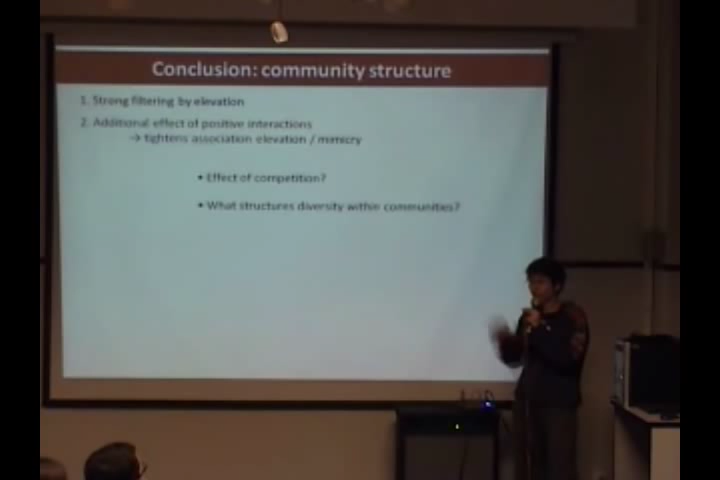 Conclusion: community structure
1. Strong filtering by elevation
2. Additional effect of positive interactions
→ tightens association elevation / mimicry
• Effect of competition?
• What structures diversity within communities?